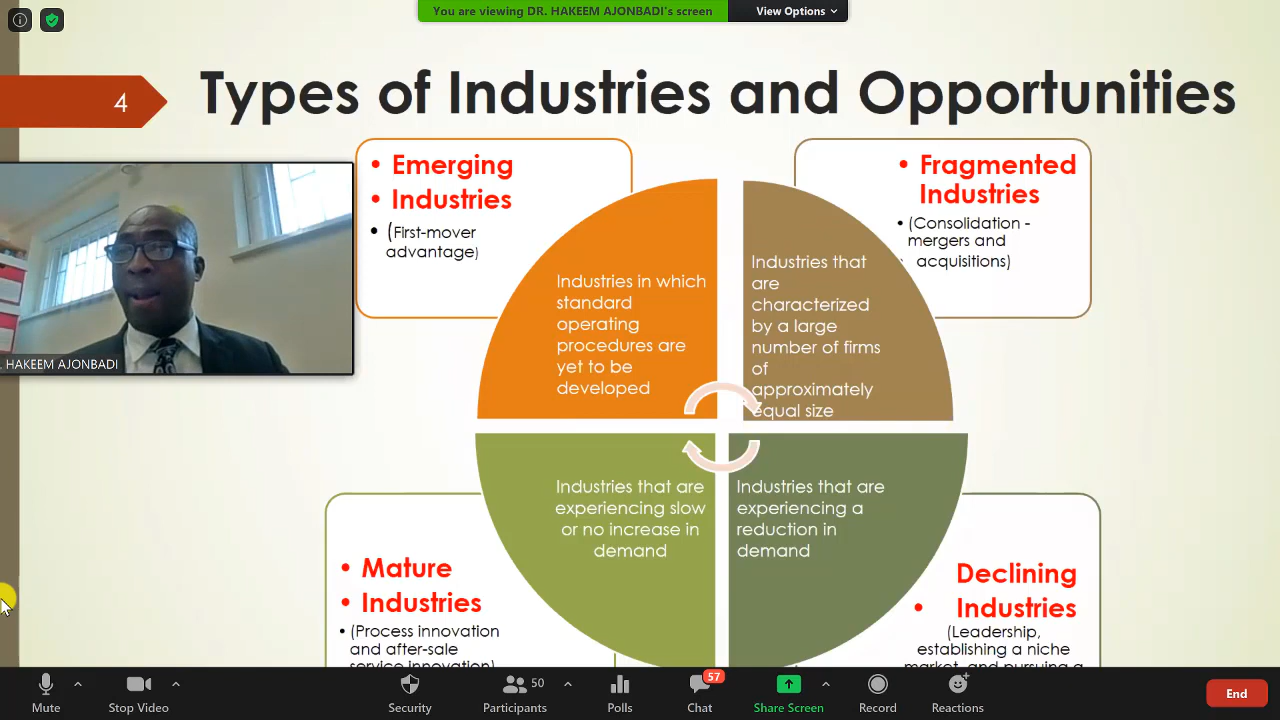 You are viewing DR. HAKEEM AJONBADI's screen
View Options
4
Types of Industries and Opportunities
• Emerging
• Industries
• (First-mover
advantage)
• Fragmented
Industries
• (Consolidation -
mergers and
acquisitions)
HAKEEM AJONBADI
Industries in which
standard
operating
procedures are
yet to be
developed
Industries that
are
characterized
by a large
number of firms
of
approximately
equal size
Industries that are
experiencing slow
or no increase in
demand
Industries that are
experiencing a
reduction in
demand
• Mature
• Industries
• (Process innovation
and after-sale
service innovation)
Declining
• Industries
(Leadership,
establishing a niche
market, and pursuing a
Mute
Stop Video
Security
50
Participants
Polls
57
Chat
Share Screen
Record
Reactions
End